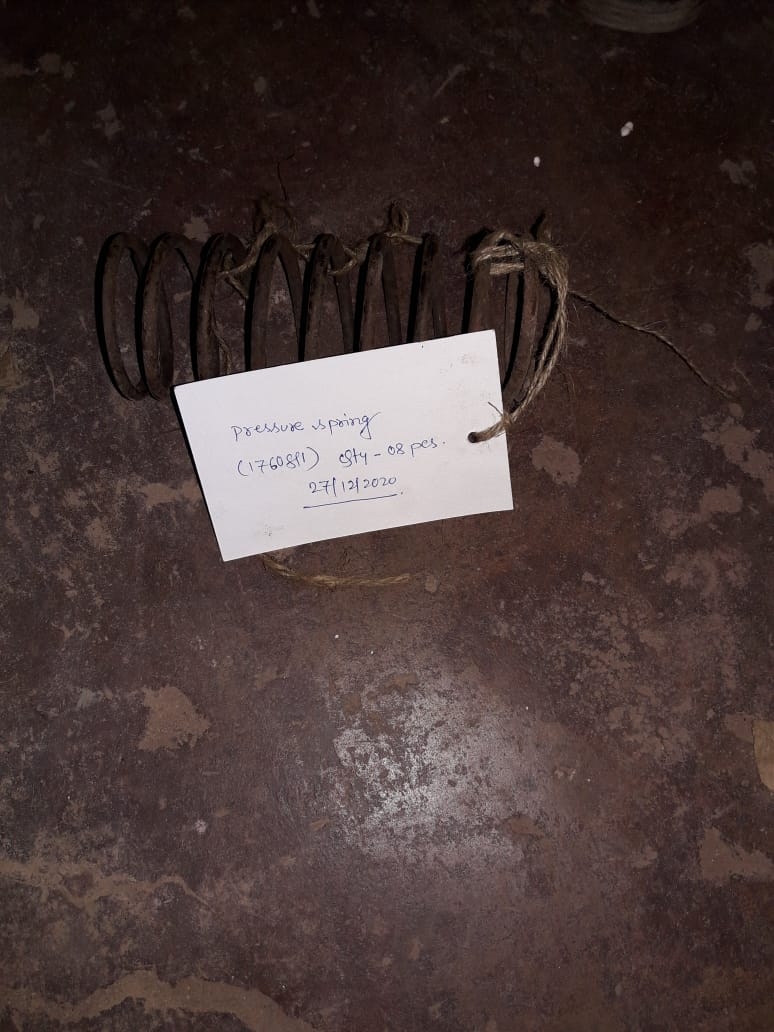 pressure spring
(1760811) Qty - 08 pcs.
27/12/2020.